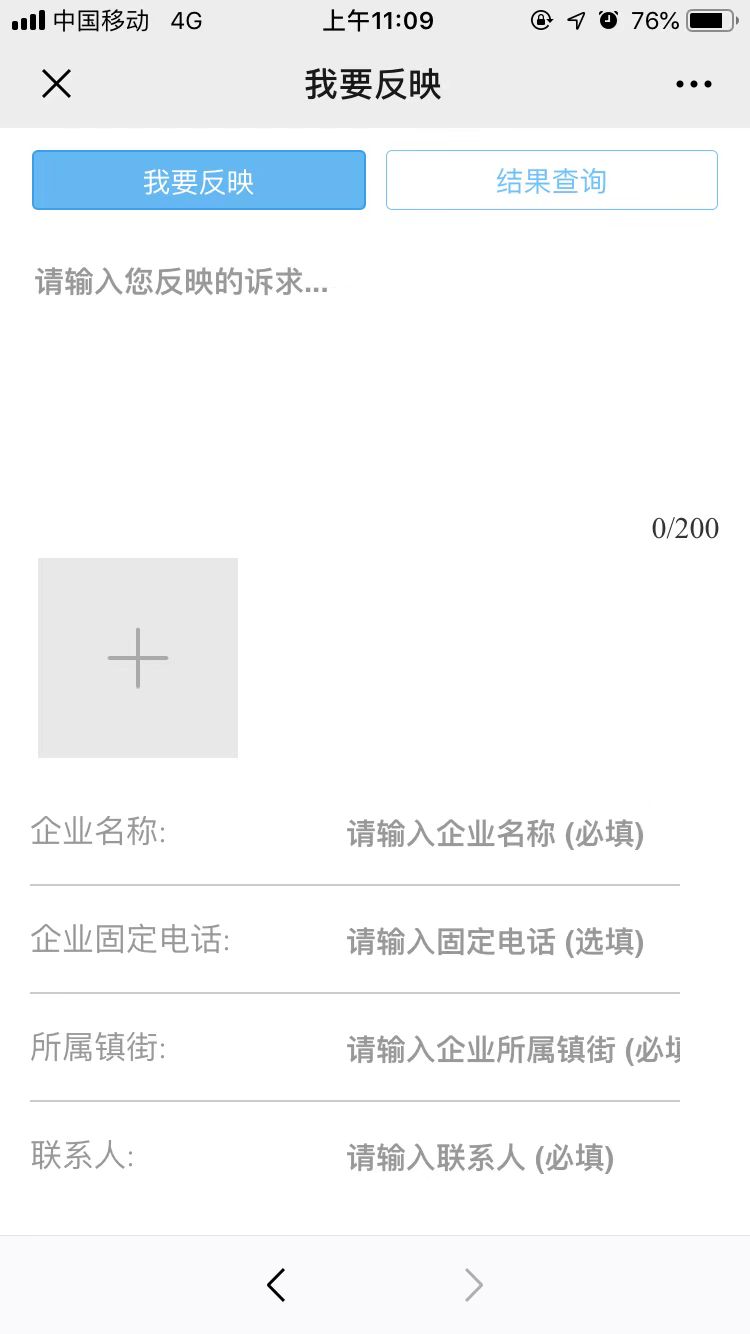 中国移动 4G 上午11:09 76%
我要反映
我要反映 结果查询
请输入您反映的诉求...
0/200
企业名称: 请输入企业名称 (必填)
企业固定电话: 请输入固定电话 (选填)
所属镇街: 请输入企业所属镇街 (必填
联系人: 请输入联系人 (必填)